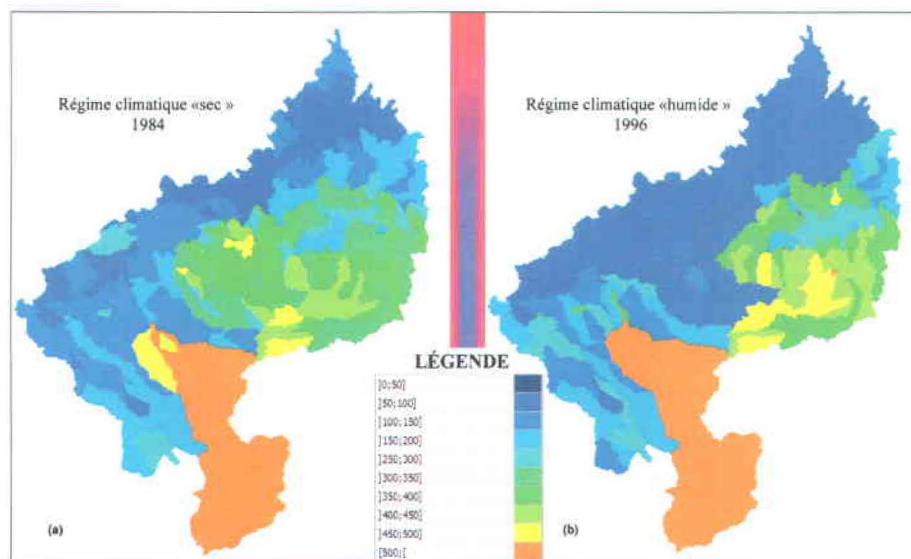 Régime climatique «sec »
1984
Régime climatique «humide »
1996
LÉGENDE
]0;50]
]50;100]
]100;150]
]150;200]
]250;300]
]300;350]
]350;400]
]400;450]
]450;500]
[500;[
(a)
(b)